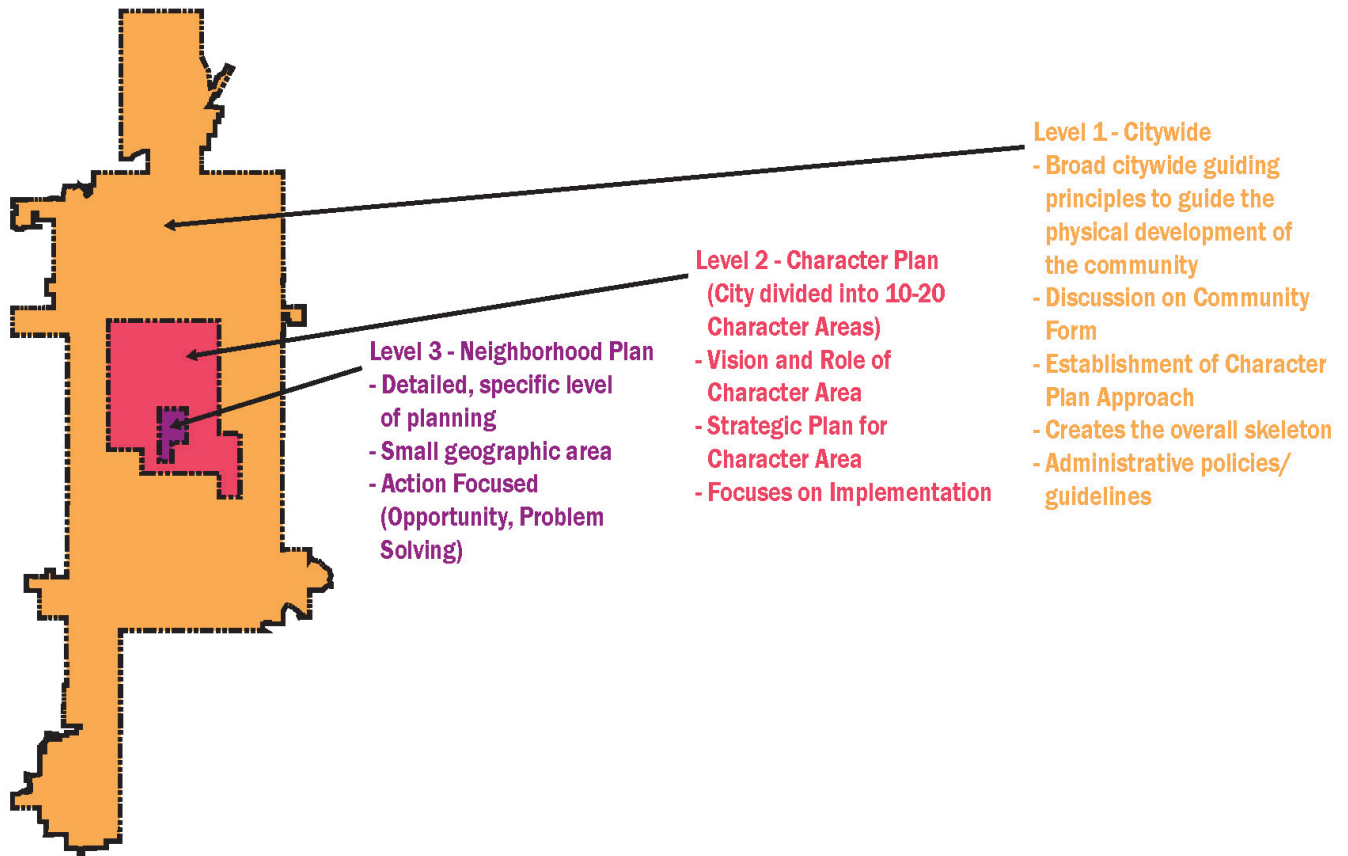 Level 1 - Citywide
- Broad citywide guiding
principles to guide the
physical development of
the community
- Discussion on Community
Form
- Establishment of Character
Plan Approach
- Creates the overall skeleton
- Administrative policies/
guidelines
Level 2 - Character Plan
(City divided into 10-20
Character Areas)
- Vision and Role of
Character Area
- Strategic Plan for
Character Area
- Focuses on Implementation
Level 3 - Neighborhood Plan
- Detailed, specific level
of planning
- Small geographic area
- Action Focused
(Opportunity, Problem
Solving)